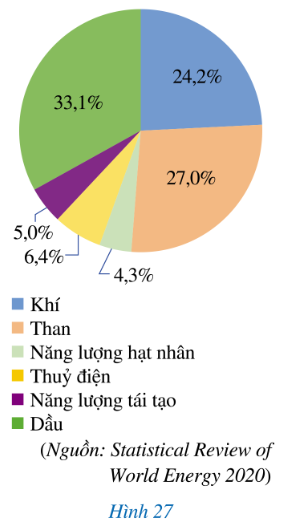 24,2%
33,1%
27,0%
5,0%
6,4%
4,3%
Khí
Than
Năng lượng hạt nhân
Thuỷ điện
Năng lượng tái tạo
Dầu
(Nguồn: Statistical Review of
World Energy 2020)
Hình 27